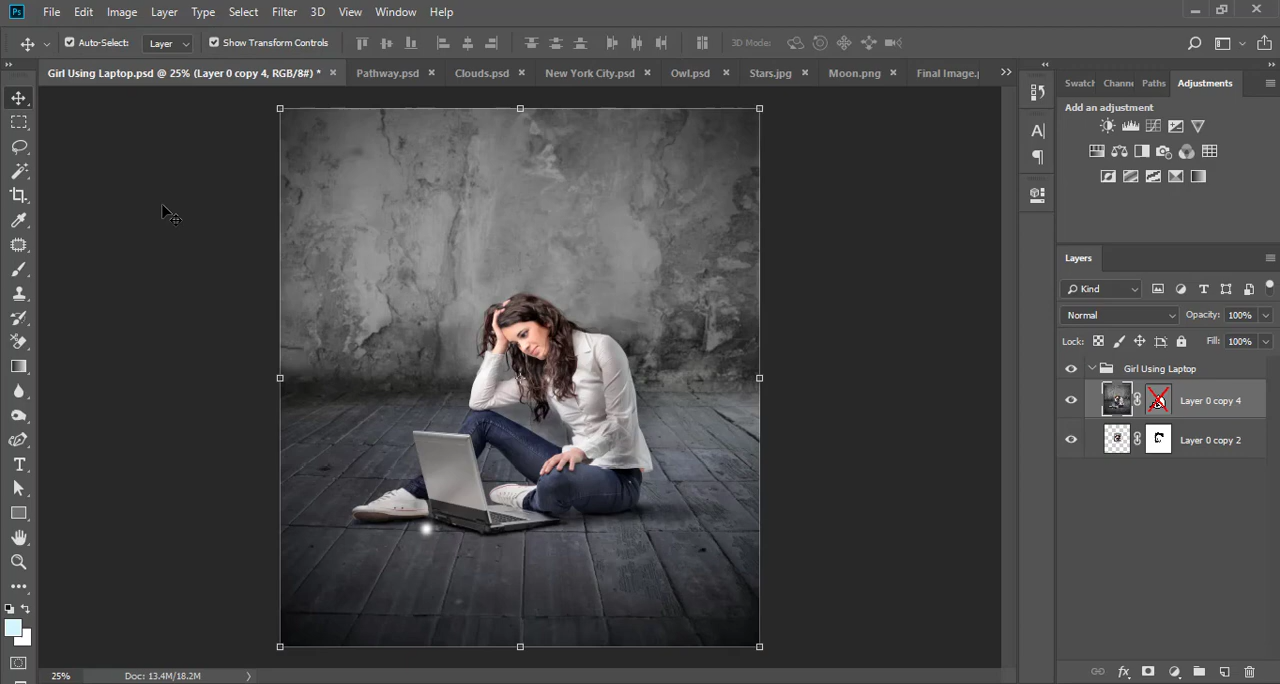 Ps File Edit Image Layer Type Select Filter 3D View Window Help
Auto-Select: Layer Show Transform Controls 3D Mode:
Girl Using Laptop.psd @ 25% (Layer 0 copy 4, RGB/8#) * Pathway.psd Clouds.psd New York City.psd Owl.psd Stars.jpg Moon.png Final Image.
Swatch Chann Paths Adjustments
Add an adjustment
Layers
Kind
Normal Opacity: 100%
Lock: Fill: 100%
Girl Using Laptop
Layer 0 copy 4
Layer 0 copy 2
25% Doc: 13.4M/18.2M